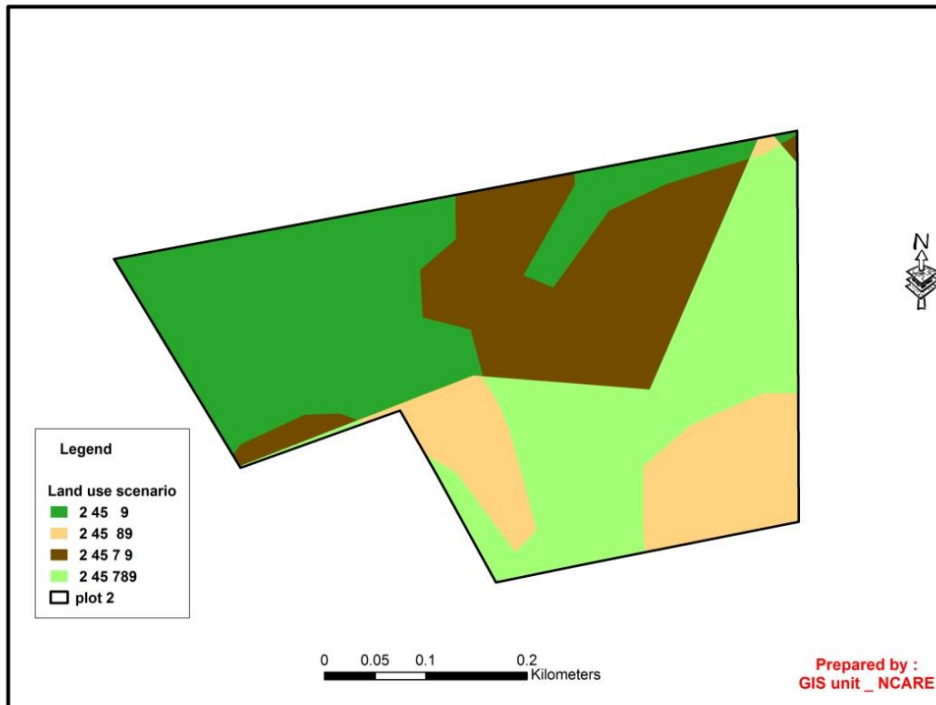 N
Legend
Land use scenario
2 45 9
2 45 89
2 45 7 9
2 45 789
plot 2
0 0.05 0.1 0.2
Kilometers
Prepared by :
GIS unit _ NCARE